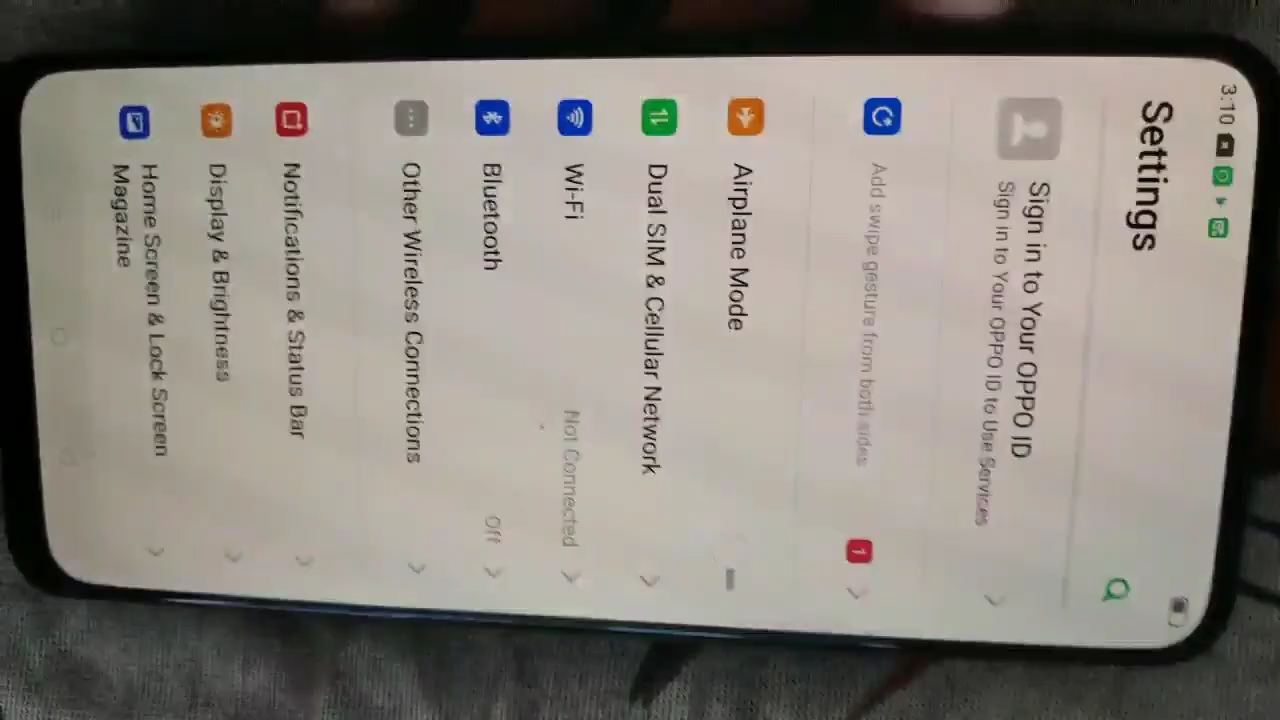 3:10
Settings
Sign in to Your OPPO ID
Sign in to Your OPPO ID to Use Services
Add swipe gesture from both sides
1
Airplane Mode
Dual SIM & Cellular Network
Wi-Fi
Not Connected
Bluetooth
Off
Other Wireless Connections
Notifications & Status Bar
Display & Brightness
Home Screen & Lock Screen
Magazine